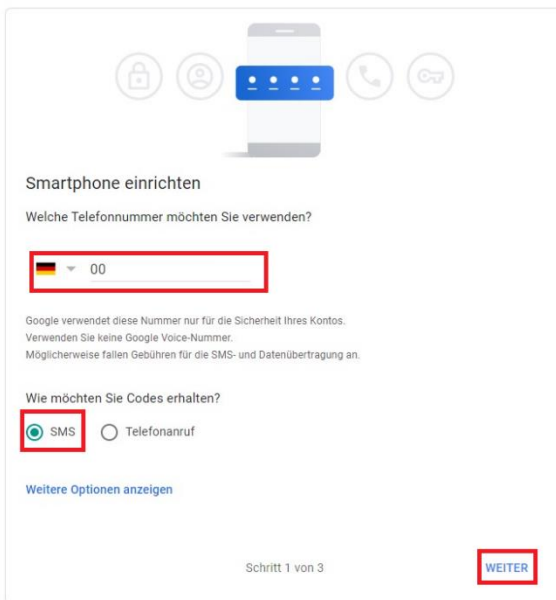 Smartphone einrichten
Welche Telefonnummer möchten Sie verwenden?
00
Google verwendet diese Nummer nur für die Sicherheit Ihres Kontos.
Verwenden Sie keine Google Voice-Nummer.
Möglicherweise fallen Gebühren für die SMS- und Datenübertragung an.
Wie möchten Sie Codes erhalten?
SMS Telefonanruf
Weitere Optionen anzeigen
Schritt 1 von 3 WEITER